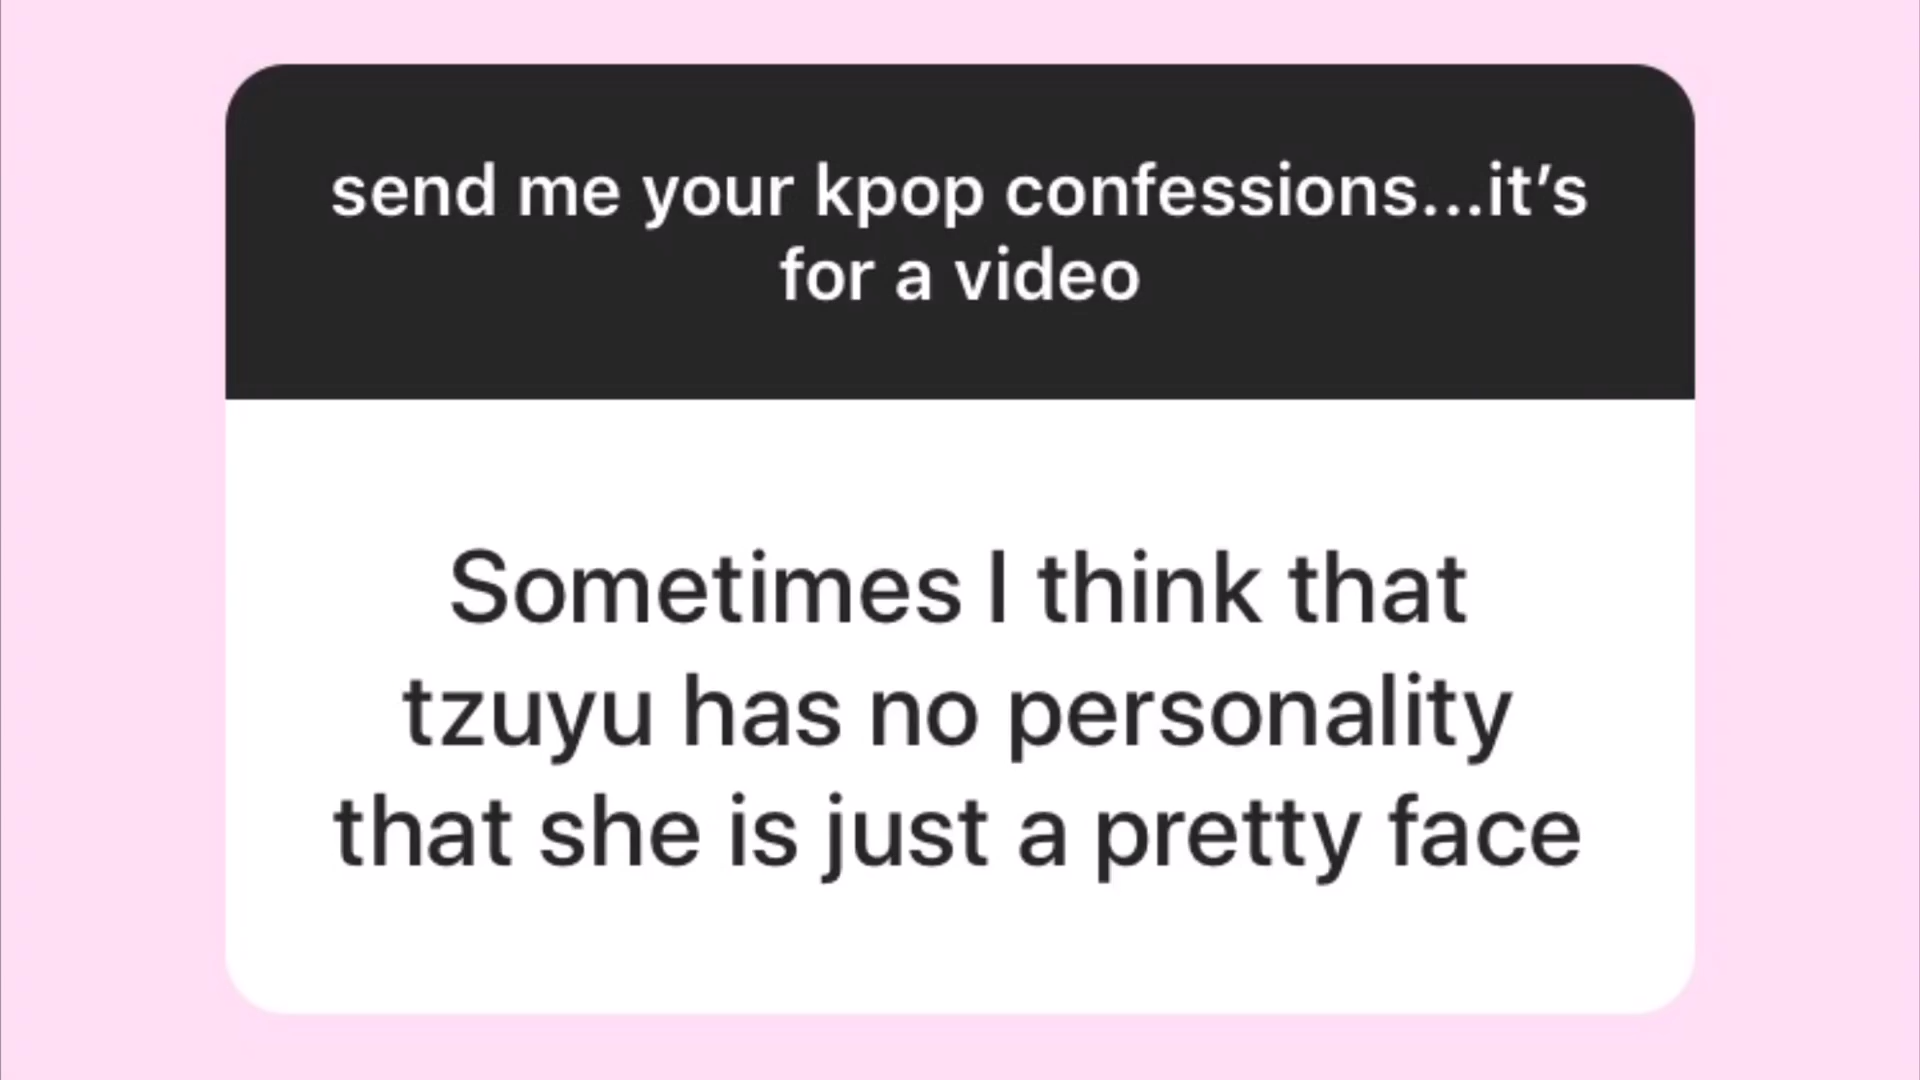 send me your kpop confessions...it’s
for a video
Sometimes I think that
tzuyu has no personality
that she is just a pretty face